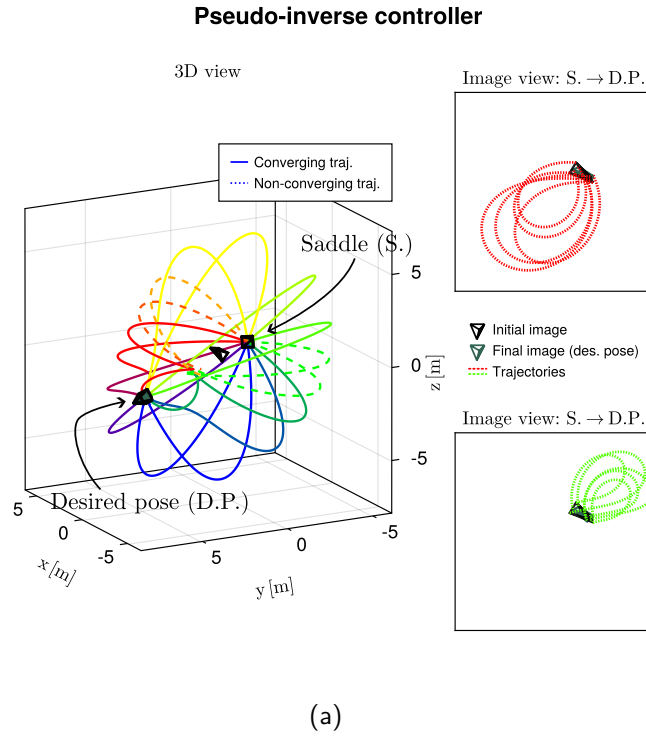 Pseudo-inverse controller
3D view
Converging traj.
Non-converging traj.
Saddle (S.)
5
0
-5
z [m]
Desired pose (D.P.)
5
0
-5
x [m]
5
0
-5
y [m]
Image view: S. → D.P.
Initial image
Final image (des. pose)
Trajectories
Image view: S. → D.P.
(a)